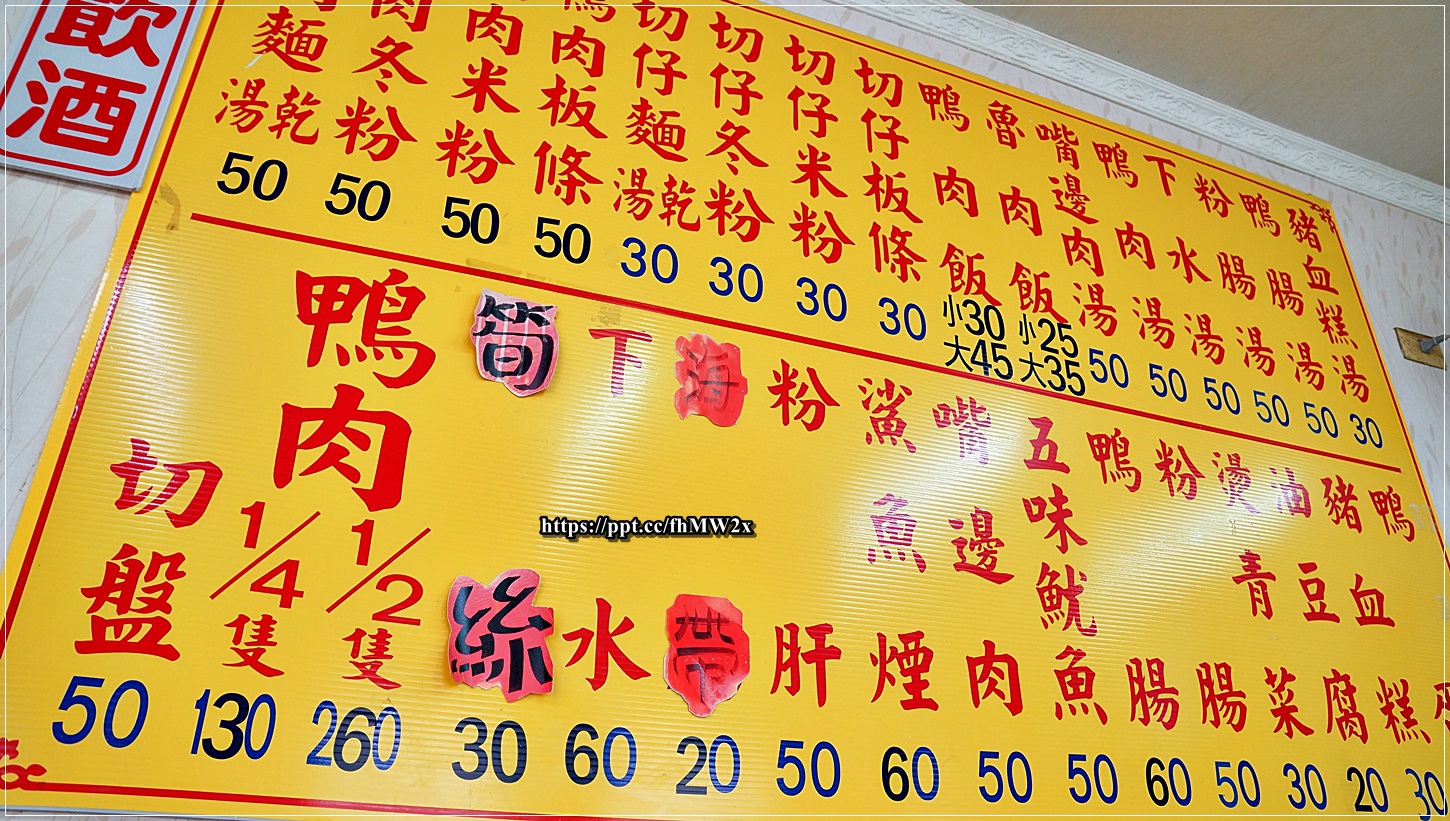 飲酒
麵湯乾 50
肉冬粉 50
肉米粉 50
鴨肉板條 50
切仔麵湯乾 30
切仔冬粉 30
切仔米粉 30
切仔板條 30
鴨肉飯 小30 大45
魯肉飯 小25 大35
嘴邊肉湯 50
鴨肉湯 50
下水湯 50
粉腸湯 50
鴨腸湯 50
豬血糕湯 30
鴨肉
切盤 50
1/4隻 130
1/2隻 260
筍絲 30
下水 60
海帶 20
粉肝 50
鯊魚煙 60
嘴邊肉 50
五味魷魚 50
鴨腸 60
粉腸 50
燙青菜 30
油豆腐 20
豬血糕 30
鴨
https://ppt.cc/fhMW2x